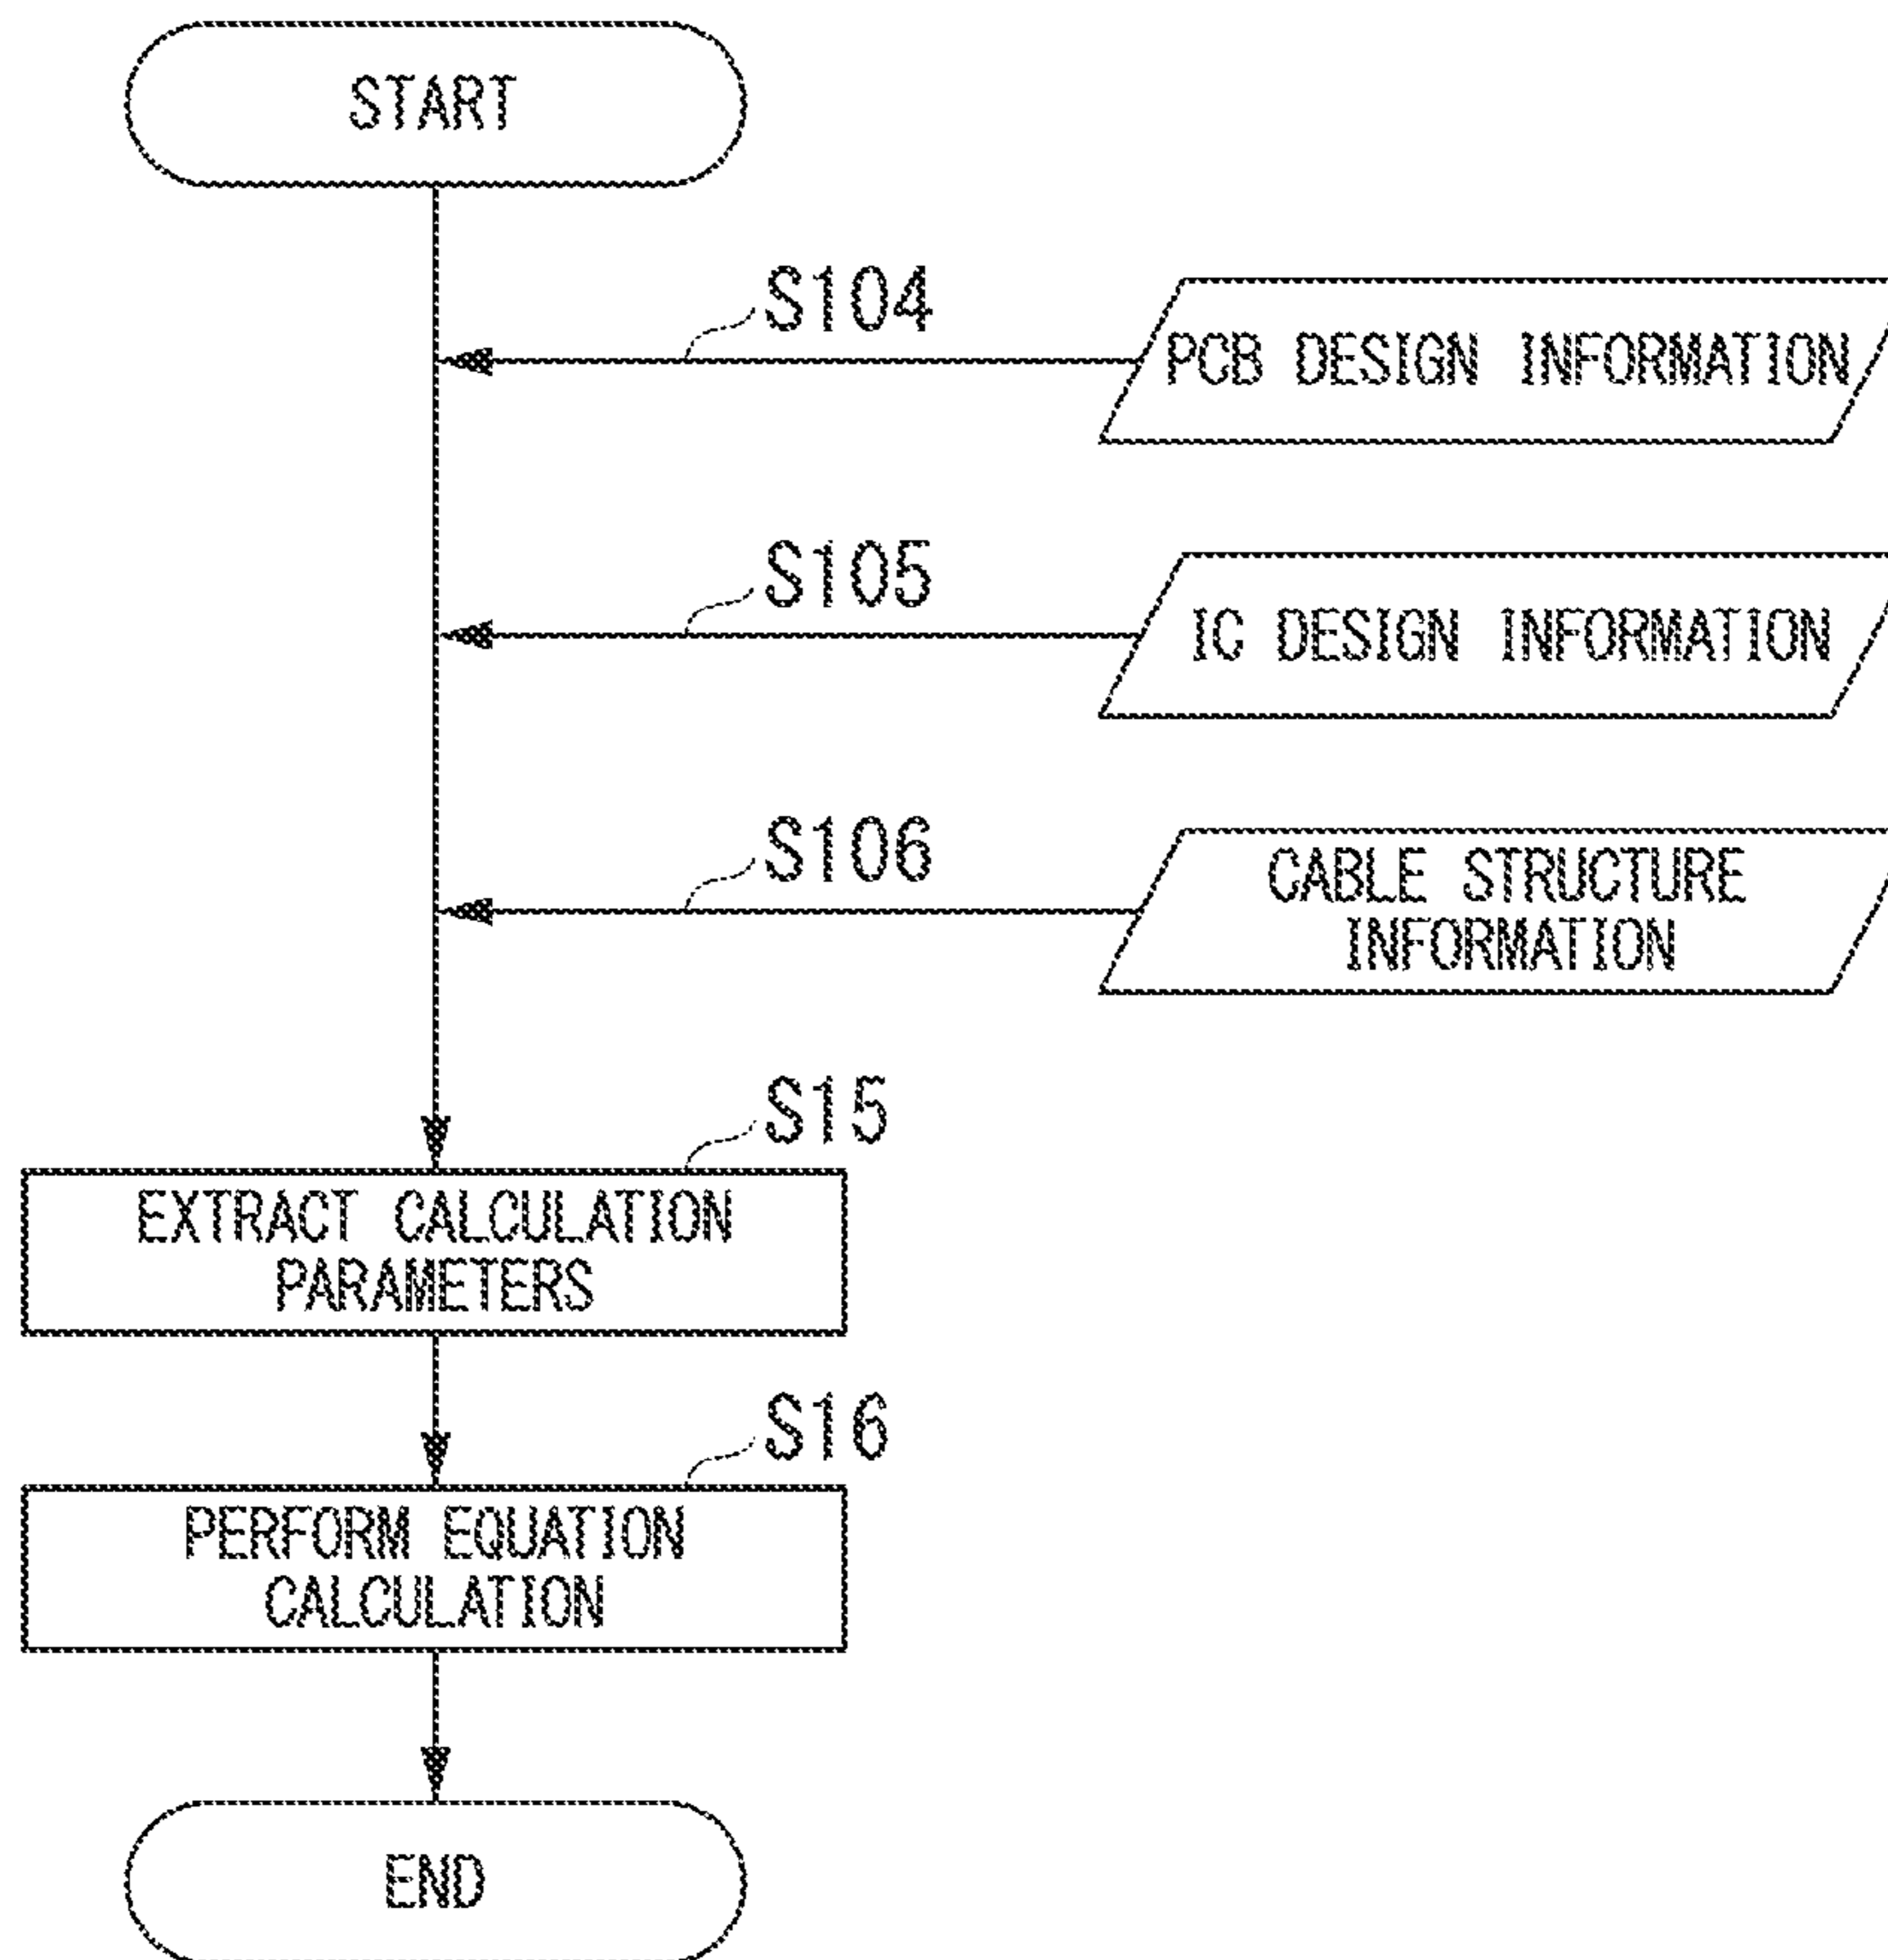 START
S104
PCB DESIGN INFORMATION
S105
IC DESIGN INFORMATION
S106
CABLE STRUCTURE
INFORMATION
S15
EXTRACT CALCULATION
PARAMETERS
S16
PERFORM EQUATION
CALCULATION
END